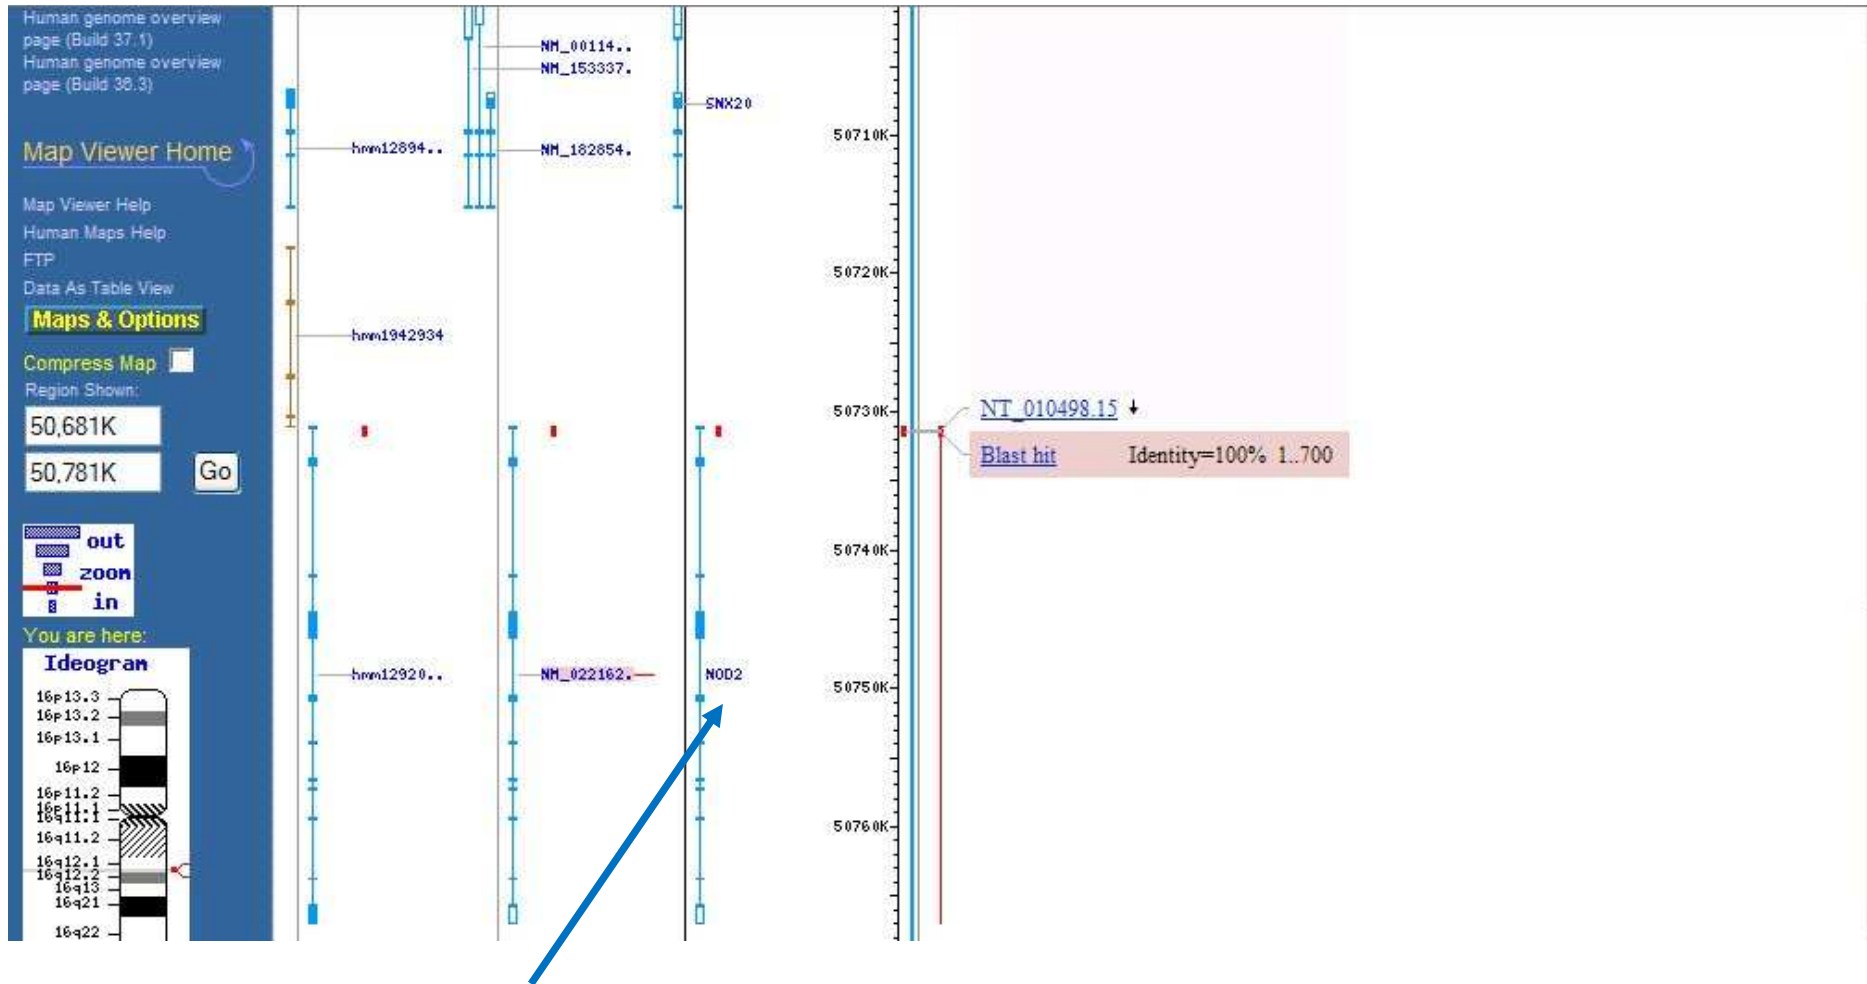 Human genome overview
page (Build 37.1)
Human genome overview
page (Build 36.3)
Map Viewer Home
Map Viewer Help
Human Maps Help
FTP
Data As Table View
Maps & Options
Compress Map
Region Shown:
50,681K
50,781K Go
out
zoom
in
You are here:
Ideogram
16p13.3
16p13.2
16p13.1
16p12
16p11.2
16p11.1
16q11.1
16q11.2
16q12.1
16q12.2
16q13
16q21
16q22
hmm12894..
hmm1942934
hmm12920..
NM_00114..
NM_153337.
NM_182854.
NM_022162.
SNX20
NOD2
50710K
50720K
50730K
50740K
50750K
50760K
NT_010498.15
Blast hit Identity=100% 1..700